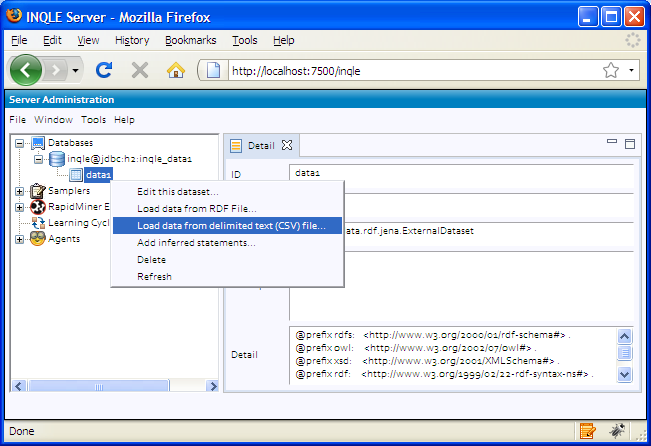 INQLE Server - Mozilla Firefox
File Edit View History Bookmarks Tools Help
http://localhost:7500/inqle
Server Administration
File Window Tools Help
Databases
inqle@jdbc:h2:inqle_data1
data1
Samplers
RapidMiner E
Learning Cycl
Agents
Edit this dataset...
Load data from RDF File...
Load data from delimited text (CSV) file...
Add inferred statements...
Delete
Refresh
Detail
ID data1
ata.rdf.jena.ExternalDataset
Detail
@prefix rdfs: <http://www.w3.org/2000/01/rdf-schema#> .
@prefix owl: <http://www.w3.org/2002/07/owl#> .
@prefix xsd: <http://www.w3.org/2001/XMLSchema#> .
@prefix rdf: <http://www.w3.org/1999/02/22-rdf-syntax-ns#> .
Done